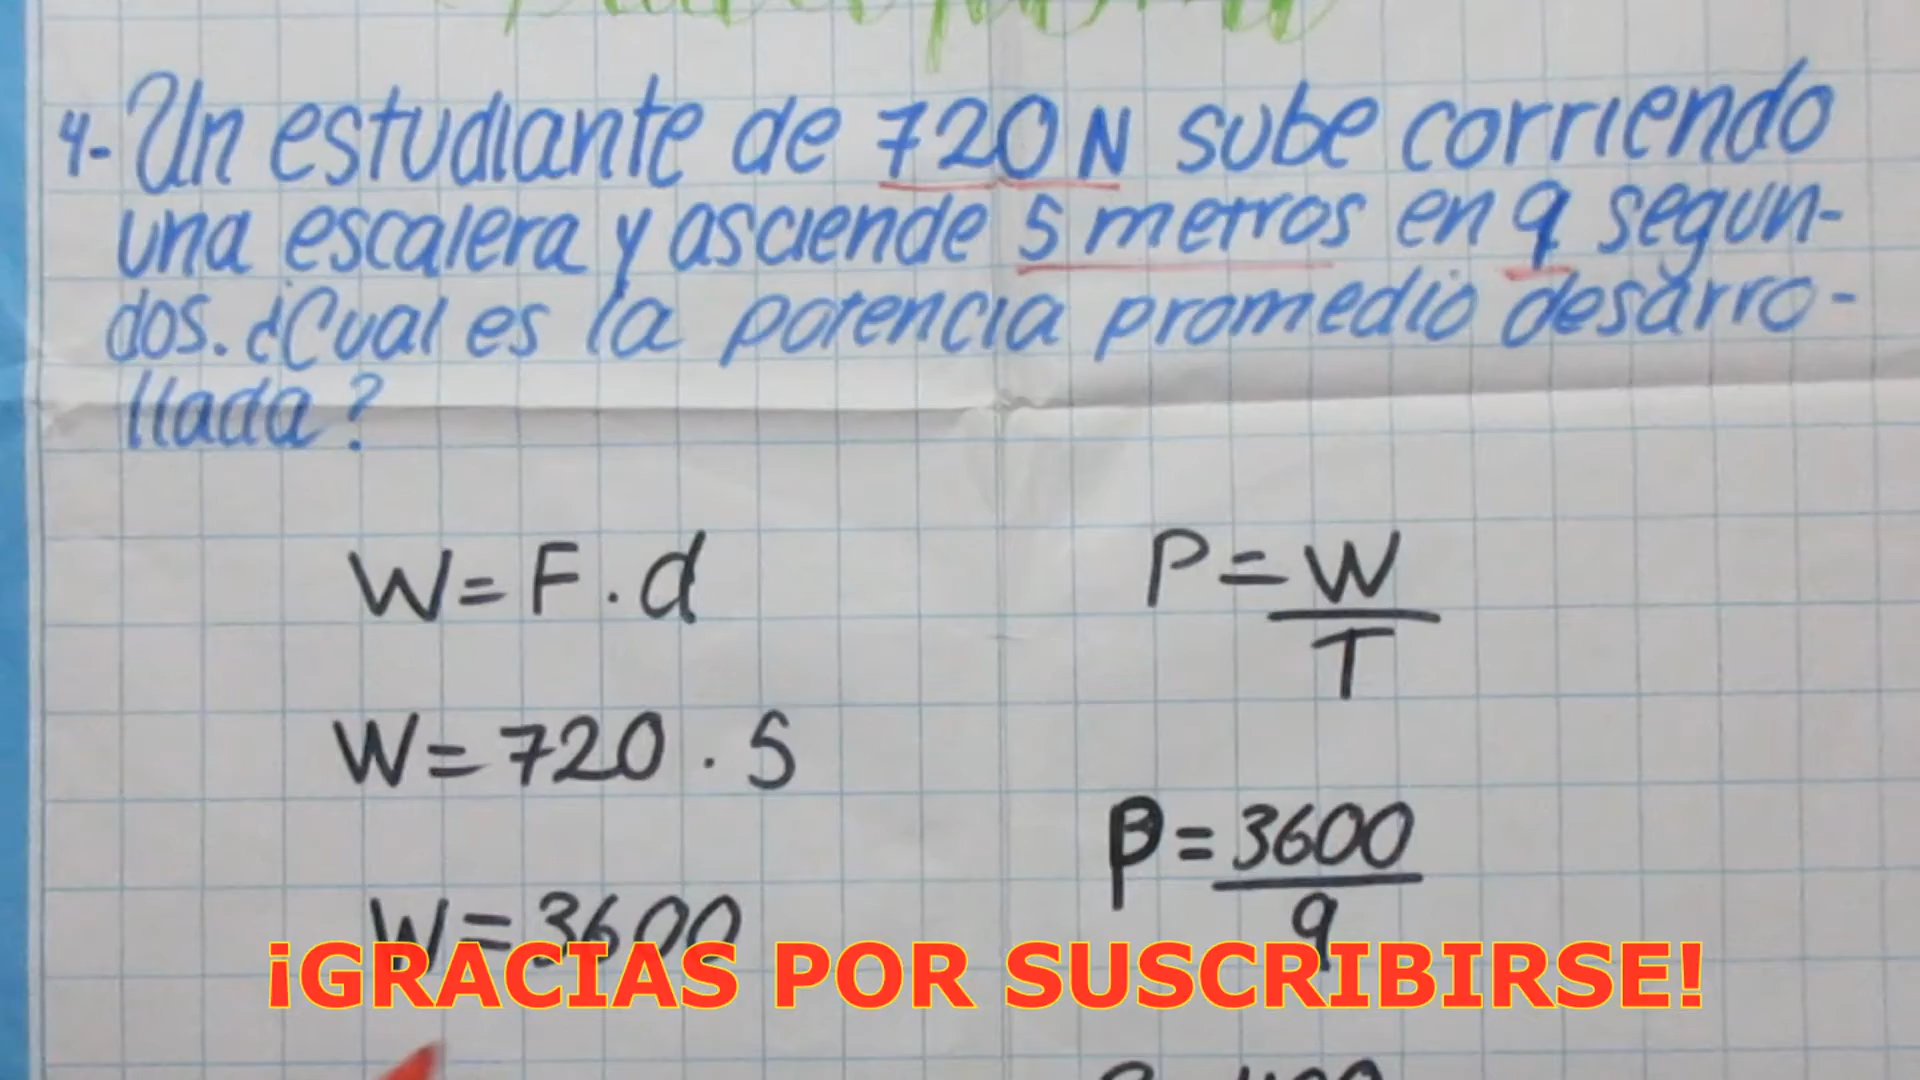 4- Un estudiante de 720 N sube corriendo
una escalera y asciende 5 metros en 9 segun-
dos. ¿Cual es la potencia promedio desarro-
llada?
W = F . d
W = 720 . 5
W = 3600
P = W
T
P = 3600
9
¡GRACIAS POR SUSCRIBIRSE!